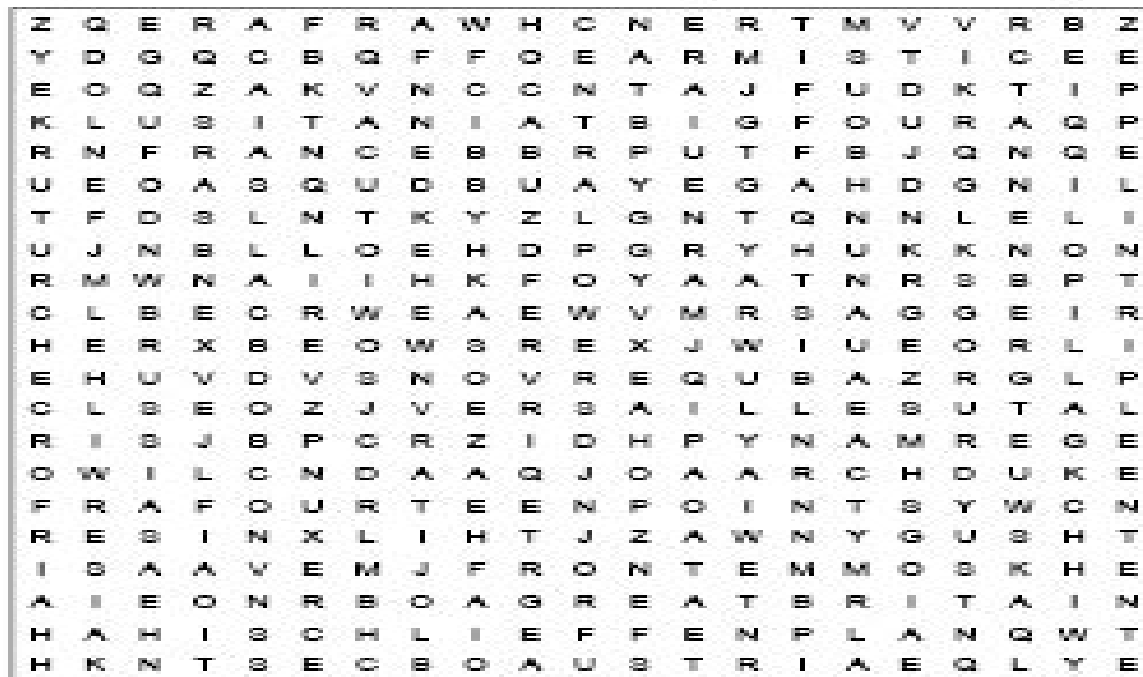 Z Q E R A F R A W H C N E R T M V V R B Z
Y D G Q C B Q F F O E A R M I S T I C E E
E O Q Z A K V N C C N T A J F U D K T I P
K L U S I T A N I A T B I G F O U R A Q P
R N F R A N C E B B R P U T F B J Q N Q E
U E O A S Q U D B U A Y E G A H D G N I L
T F D S L N T K Y Z L G N T Q N N L E L I
U J N B L L O E H D P G R Y H U K K N O N
R M W N A I I H K F O Y A A T N R S B P T
C L B E C R W E A E W V M R S A G G E I R
H E R X B E O W S R E X J W I U E O R L I
E H U V D V S N O V R E Q U B A Z R G L P
C L S E O Z J V E R S A I L L E S U T A L
R I S J B P C R Z I D H P Y N A M R E G E
O W I L C N D A A Q J O A A R C H D U K E
F R A F O U R T E E N P O I N T S Y W C N
R E S I N X L I H T J Z A W N Y G U S H T
I S A A V E M J F R O N T E M M O S K H E
A I E O N R B O A G R E A T B R I T A I N
H A H I S C H L I E F F E N P L A N Q W T
H K N T S E C B O A U S T R I A E Q L Y E